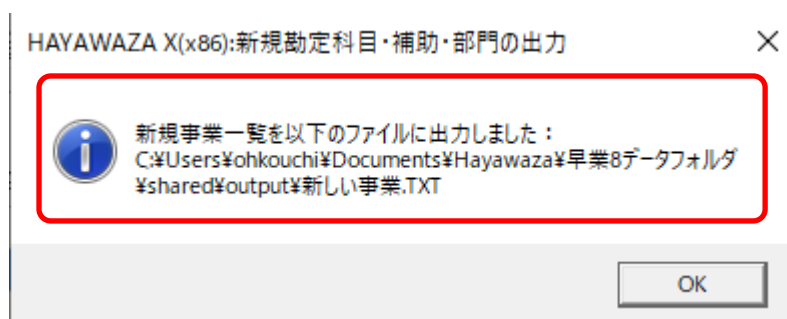 HAYAWAZA X(x86):新規勘定科目・補助・部門の出力
新規事業一覧を以下のファイルに出力しました：
C:¥Users¥ohkouchi¥Documents¥Hayawaza¥早業8データフォルダ
¥shared¥output¥新しい事業.TXT
OK